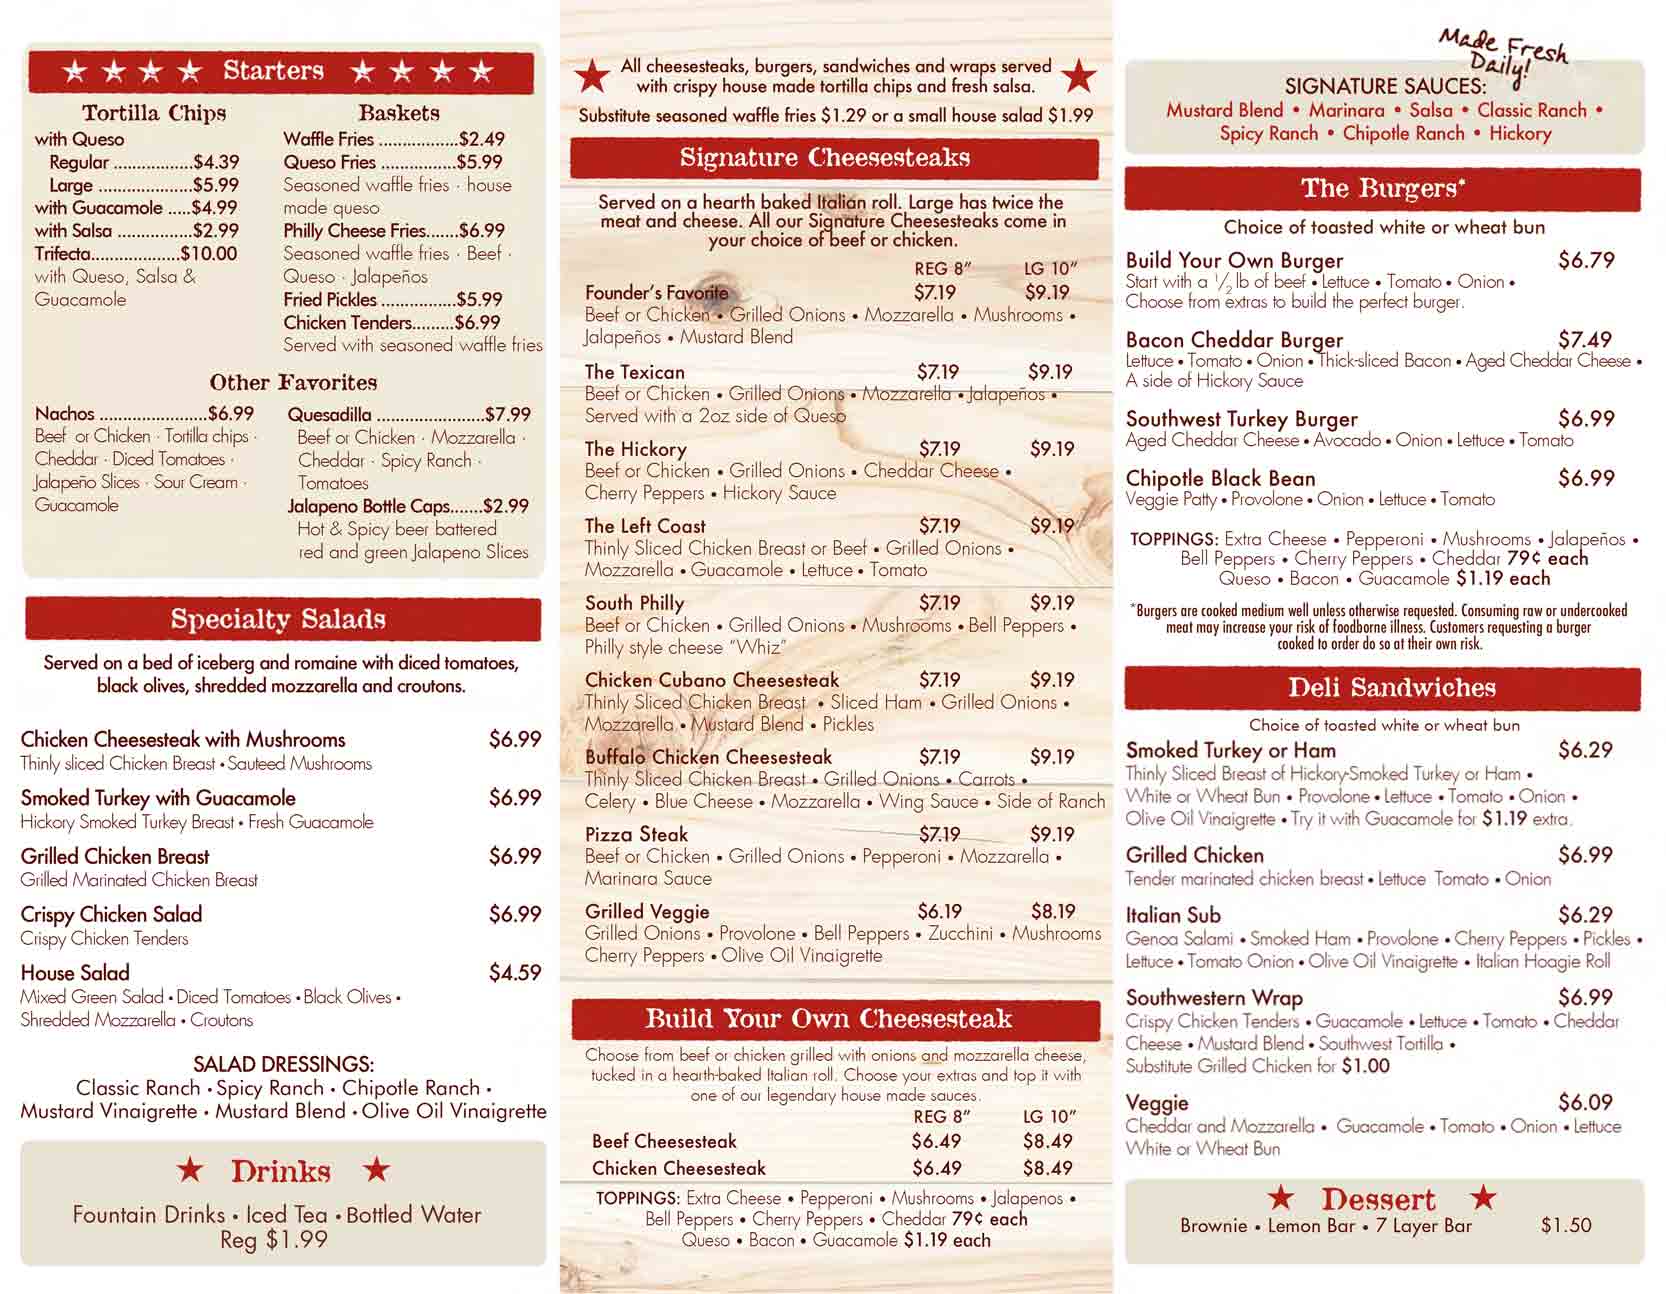 ★ ★ ★ ★ Starters ★ ★ ★ ★
Tortilla Chips
with Queso
Regular ................$4.39
Large ...................$5.99
with Guacamole .....$4.99
with Salsa ...............$2.99
Trifecta..................$10.00
with Queso, Salsa &
Guacamole
Baskets
Waffle Fries ................$2.49
Queso Fries ...............$5.99
Seasoned waffle fries · house
made queso
Philly Cheese Fries.......$6.99
Seasoned waffle fries · Beef ·
Queso · Jalapeños
Fried Pickles ...............$5.99
Chicken Tenders.........$6.99
Served with seasoned waffle fries
Other Favorites
Nachos ......................$6.99
Beef or Chicken · Tortilla chips ·
Cheddar · Diced Tomatoes ·
Jalapeño Slices · Sour Cream ·
Guacamole
Quesadilla ......................$7.99
Beef or Chicken · Mozzarella ·
Cheddar · Spicy Ranch ·
Tomatoes
Jalapeno Bottle Caps.......$2.99
Hot & Spicy beer battered
red and green Jalapeno Slices
Specialty Salads
Served on a bed of iceberg and romaine with diced tomatoes,
black olives, shredded mozzarella and croutons.
Chicken Cheesesteak with Mushrooms $6.99
Thinly sliced Chicken Breast • Sauteed Mushrooms
Smoked Turkey with Guacamole $6.99
Hickory Smoked Turkey Breast • Fresh Guacamole
Grilled Chicken Breast $6.99
Grilled Marinated Chicken Breast
Crispy Chicken Salad $6.99
Crispy Chicken Tenders
House Salad $4.59
Mixed Green Salad • Diced Tomatoes • Black Olives •
Shredded Mozzarella • Croutons
SALAD DRESSINGS:
Classic Ranch • Spicy Ranch • Chipotle Ranch •
Mustard Vinaigrette • Mustard Blend • Olive Oil Vinaigrette
★ Drinks ★
Fountain Drinks • Iced Tea • Bottled Water
Reg $1.99
★ All cheesesteaks, burgers, sandwiches and wraps served ★
with crispy house made tortilla chips and fresh salsa.
Substitute seasoned waffle fries $1.29 or a small house salad $1.99
Signature Cheesesteaks
Served on a hearth baked Italian roll. Large has twice the
meat and cheese. All our Signature Cheesesteaks come in
your choice of beef or chicken.
REG 8" LG 10"
Founder's Favorite $7.19 $9.19
Beef or Chicken • Grilled Onions • Mozzarella • Mushrooms •
Jalapeños • Mustard Blend
The Texican $7.19 $9.19
Beef or Chicken • Grilled Onions • Mozzarella • Jalapeños •
Served with a 2oz side of Queso
The Hickory $7.19 $9.19
Beef or Chicken • Grilled Onions • Cheddar Cheese •
Cherry Peppers • Hickory Sauce
The Left Coast $7.19 $9.19
Thinly Sliced Chicken Breast or Beef • Grilled Onions •
Mozzarella • Guacamole • Lettuce • Tomato
South Philly $7.19 $9.19
Beef or Chicken • Grilled Onions • Mushrooms • Bell Peppers •
Philly style cheese "Whiz"
Chicken Cubano Cheesesteak $7.19 $9.19
Thinly Sliced Chicken Breast • Sliced Ham • Grilled Onions •
Mozzarella • Mustard Blend • Pickles
Buffalo Chicken Cheesesteak $7.19 $9.19
Thinly Sliced Chicken Breast • Grilled Onions • Carrots •
Celery • Blue Cheese • Mozzarella • Wing Sauce • Side of Ranch
Pizza Steak $7.19 $9.19
Beef or Chicken • Grilled Onions • Pepperoni • Mozzarella •
Marinara Sauce
Grilled Veggie $6.19 $8.19
Grilled Onions • Provolone • Bell Peppers • Zucchini • Mushrooms
Cherry Peppers • Olive Oil Vinaigrette
Build Your Own Cheesesteak
Choose from beef or chicken grilled with onions and mozzarella cheese,
tucked in a hearth-baked Italian roll. Choose your extras and top it with
one of our legendary house made sauces.
REG 8" LG 10"
Beef Cheesesteak $6.49 $8.49
Chicken Cheesesteak $6.49 $8.49
TOPPINGS: Extra Cheese • Pepperoni • Mushrooms • Jalapenos •
Bell Peppers • Cherry Peppers • Cheddar 79¢ each
Queso • Bacon • Guacamole $1.19 each
Made Fresh
Daily!
SIGNATURE SAUCES:
Mustard Blend • Marinara • Salsa • Classic Ranch •
Spicy Ranch • Chipotle Ranch • Hickory
The Burgers*
Choice of toasted white or wheat bun
Build Your Own Burger $6.79
Start with a 1/2 lb of beef • Lettuce • Tomato • Onion •
Choose from extras to build the perfect burger.
Bacon Cheddar Burger $7.49
Lettuce • Tomato • Onion • Thick-sliced Bacon • Aged Cheddar Cheese •
A side of Hickory Sauce
Southwest Turkey Burger $6.99
Aged Cheddar Cheese • Avocado • Onion • Lettuce • Tomato
Chipotle Black Bean $6.99
Veggie Patty • Provolone • Onion • Lettuce • Tomato
TOPPINGS: Extra Cheese • Pepperoni • Mushrooms • Jalapeños •
Bell Peppers • Cherry Peppers • Cheddar 79¢ each
Queso • Bacon • Guacamole $1.19 each
*Burgers are cooked medium well unless otherwise requested. Consuming raw or undercooked
meat may increase your risk of foodborne illness. Customers requesting a burger
cooked to order do so at their own risk.
Deli Sandwiches
Choice of toasted white or wheat bun
Smoked Turkey or Ham $6.29
Thinly Sliced Breast of Hickory-Smoked Turkey or Ham •
White or Wheat Bun • Provolone • Lettuce • Tomato • Onion •
Olive Oil Vinaigrette • Try it with Guacamole for $1.19 extra.
Grilled Chicken $6.99
Tender marinated chicken breast • Lettuce Tomato • Onion
Italian Sub $6.29
Genoa Salami • Smoked Ham • Provolone • Cherry Peppers • Pickles •
Lettuce • Tomato Onion • Olive Oil Vinaigrette • Italian Hoagie Roll
Southwestern Wrap $6.99
Crispy Chicken Tenders • Guacamole • Lettuce • Tomato • Cheddar
Cheese • Mustard Blend • Southwest Tortilla •
Substitute Grilled Chicken for $1.00
Veggie $6.09
Cheddar and Mozzarella • Guacamole • Tomato • Onion • Lettuce
White or Wheat Bun
★ Dessert ★
Brownie • Lemon Bar • 7 Layer Bar $1.50